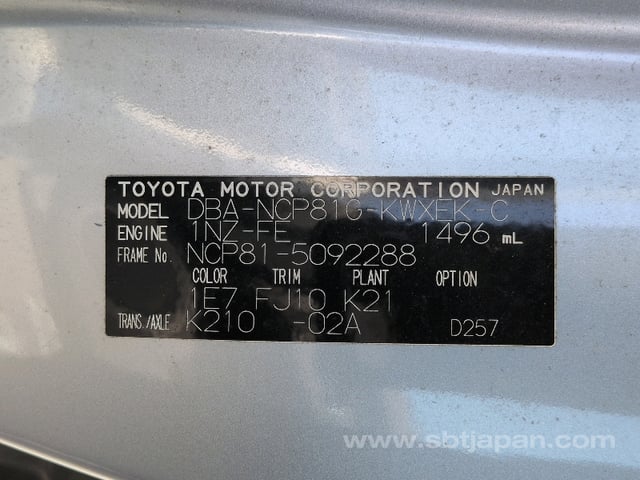 TOYOTA MOTOR CORPORATION JAPAN
MODEL DBA-NCP81G-KWXEK-C
ENGINE 1NZ-FE 1496 mL
FRAME No. NCP81-5092288
COLOR TRIM PLANT OPTION
1E7 FJ10 K21
TRANS./AXLE K210 -02A D257
www.sbtjapan.com